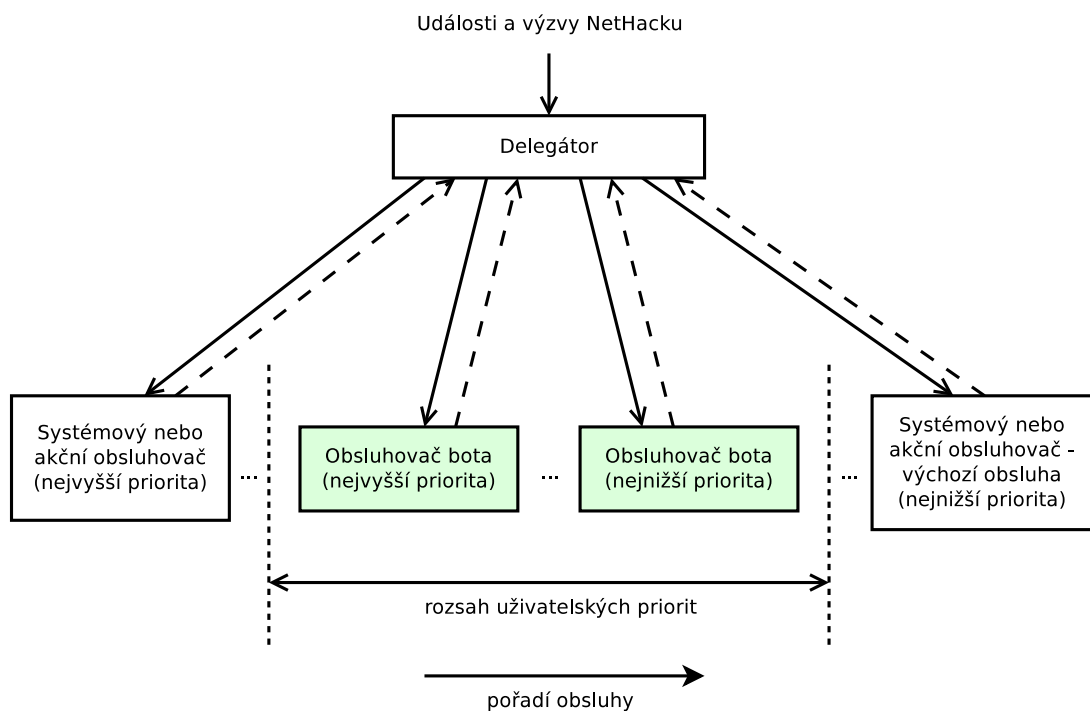 Události a výzvy NetHacku
Delegátor
Systémový nebo
akční obsluhovač
(nejvyšší priorita)
...
Obsluhovač bota
(nejvyšší priorita)
...
Obsluhovač bota
(nejnižší priorita)
...
Systémový nebo
akční obsluhovač -
výchozí obsluha
(nejnižší priorita)
rozsah uživatelských priorit
pořadí obsluhy